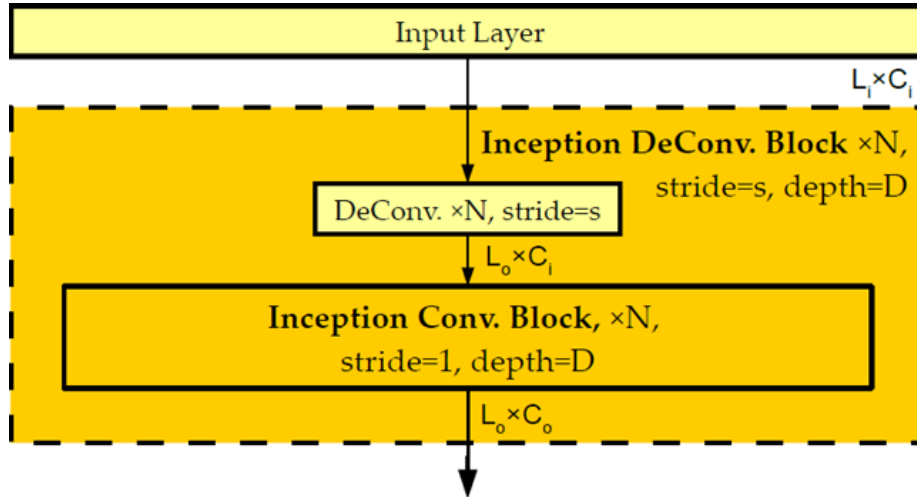 Input Layer
Lᵢ×Cᵢ
Inception DeConv. Block ×N,
stride=s, depth=D
DeConv. ×N, stride=s
Lₒ×Cᵢ
Inception Conv. Block, ×N,
stride=1, depth=D
Lₒ×Cₒ